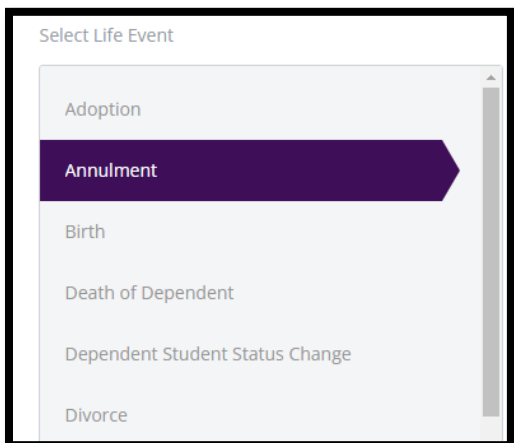 Select Life Event
Adoption
Annulment
Birth
Death of Dependent
Dependent Student Status Change
Divorce